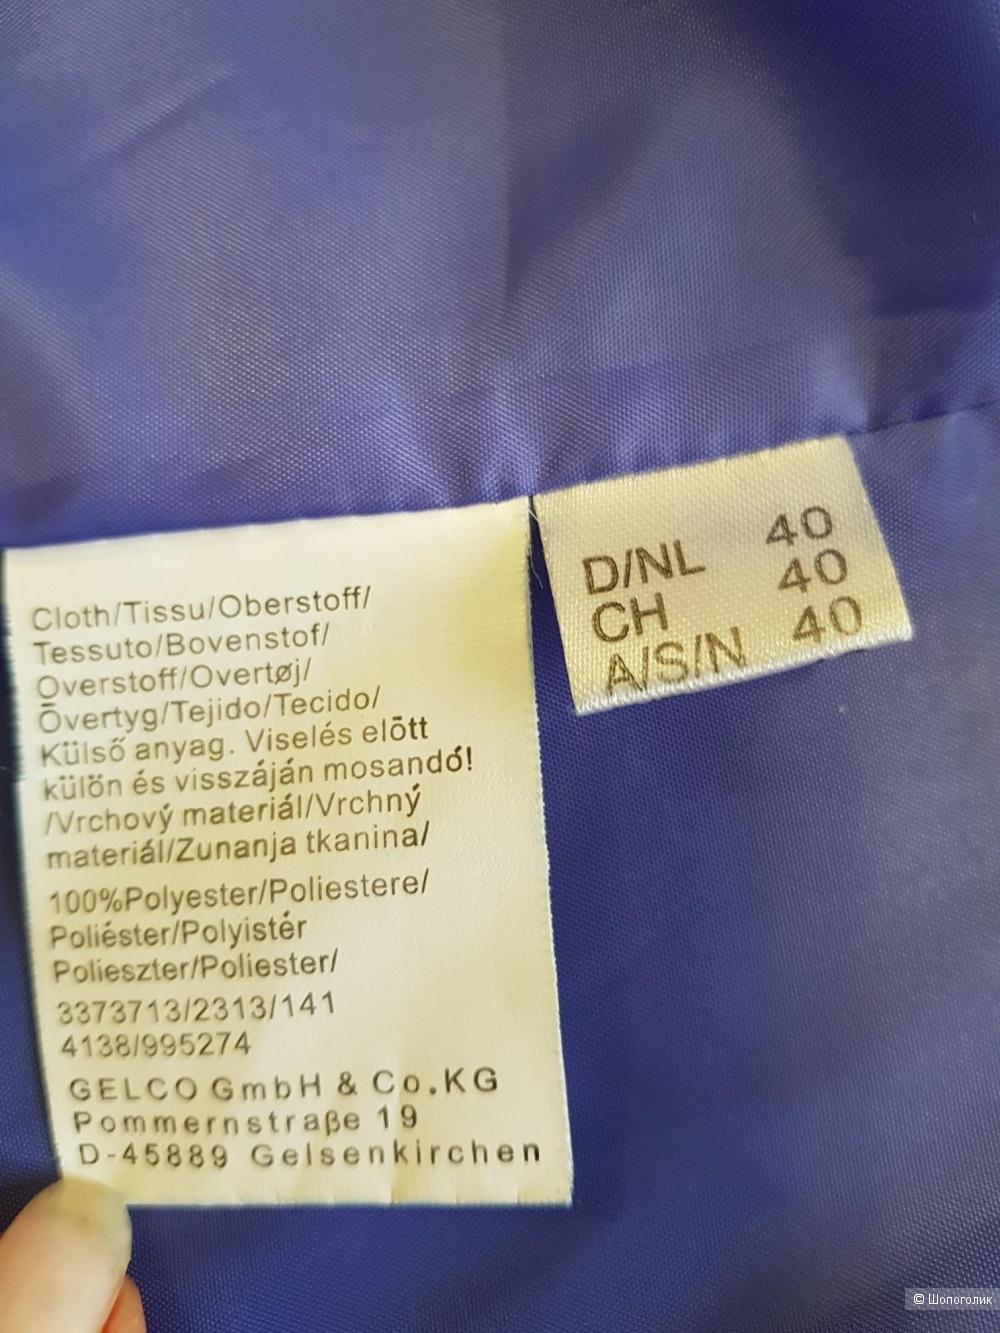 Cloth/Tissu/Oberstoff/
Tessuto/Bovenstof/
Overstoff/Overtøj/
Övertyg/Tejido/Tecido/
Külső anyag. Viselés elōtt
külön és visszáján mosandó!
/Vrchový materiál/Vrchný
materiál/Zunanja tkanina/
100%Polyester/Poliestere/
Poliéster/Polyistér
Polieszter/Poliester/
3373713/2313/141
4138/995274
GELCO GmbH & Co.KG
Pommernstraße 19
D-45889 Gelsenkirchen
D/NL 40
CH 40
A/S/N 40
© Шопоголик